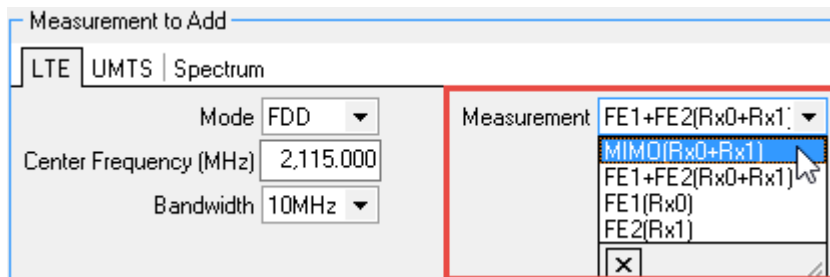 Measurement to Add
LTE UMTS Spectrum
Mode FDD Measurement FE1+FE2(Rx0+Rx1)
MIMO(Rx0+Rx1)
Center Frequency (MHz) 2,115.000 FE1+FE2(Rx0+Rx1)
Bandwidth 10MHz FE1(Rx0)
FE2(Rx1)